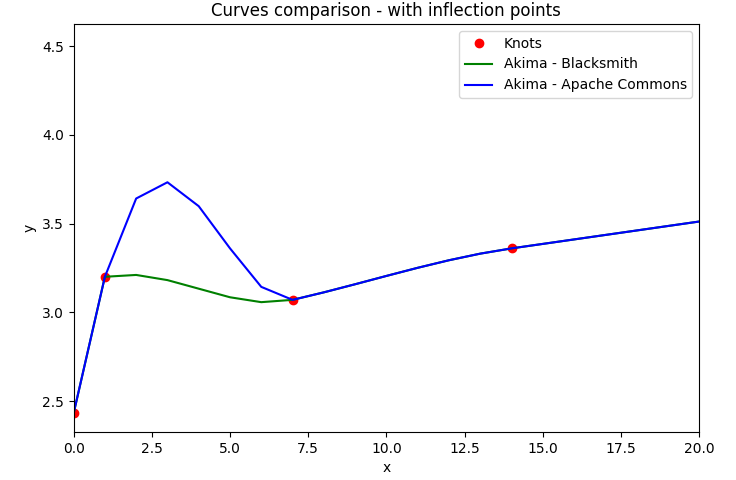 Curves comparison - with inflection points
Knots
Akima - Blacksmith
Akima - Apache Commons
4.5
4.0
3.5
3.0
2.5
y
0.0 2.5 5.0 7.5 10.0 12.5 15.0 17.5 20.0
x